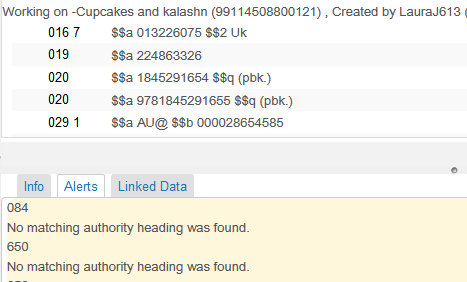 Working on -Cupcakes and kalashn (99114508800121) , Created by LauraJ613 (
016 7 $$a 013226075 $$2 Uk
019 $$a 224863326
020 $$a 1845291654 $$q (pbk.)
020 $$a 9781845291655 $$q (pbk.)
029 1 $$a AU@ $$b 000028654585
Info Alerts Linked Data
084
No matching authority heading was found.
650
No matching authority heading was found.